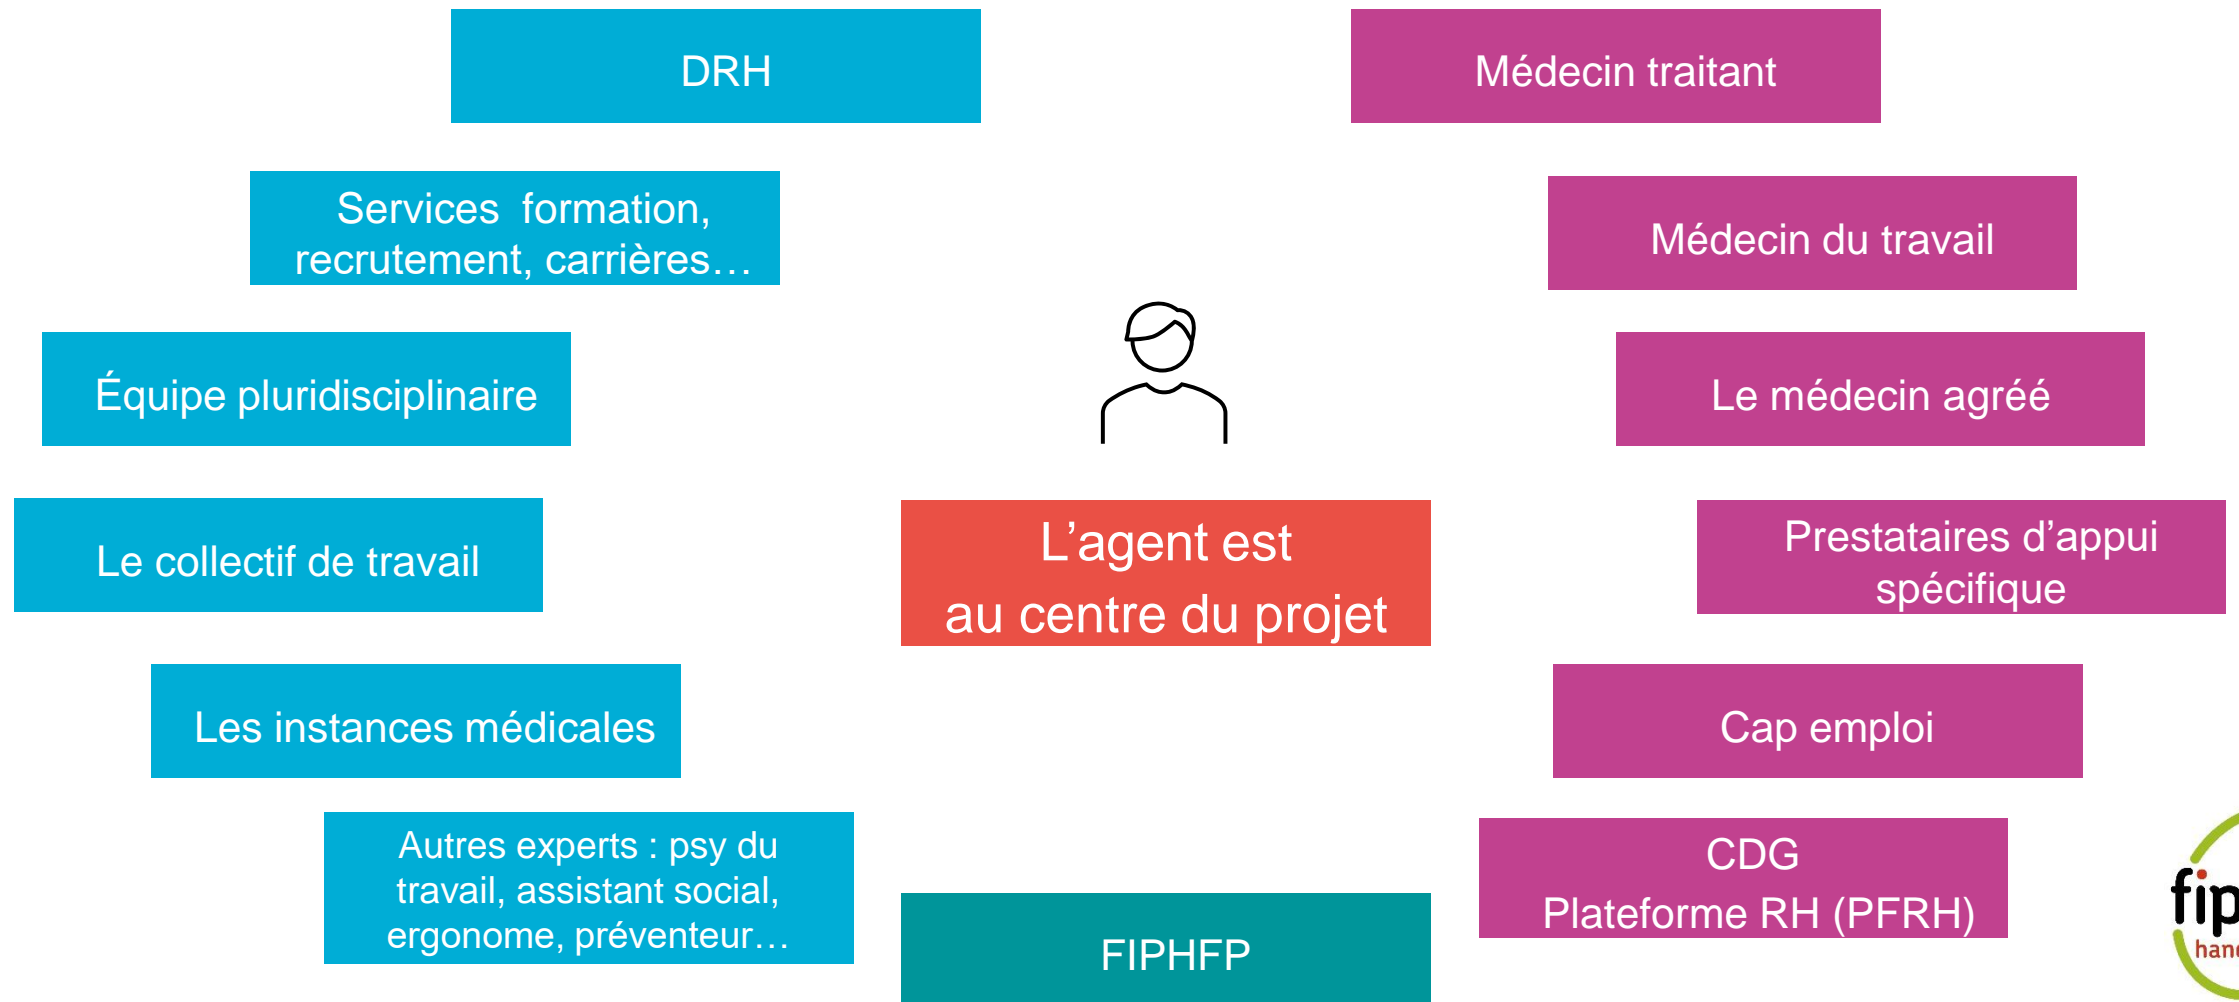 DRH
Médecin traitant
Services formation,
recrutement, carrières…
Médecin du travail
Équipe pluridisciplinaire
Le médecin agréé
Le collectif de travail
L’agent est
au centre du projet
Prestataires d’appui
spécifique
Les instances médicales
Cap emploi
Autres experts : psy du
travail, assistant social,
ergonome, préventeur…
CDG
Plateforme RH (PFRH)
FIPHFP